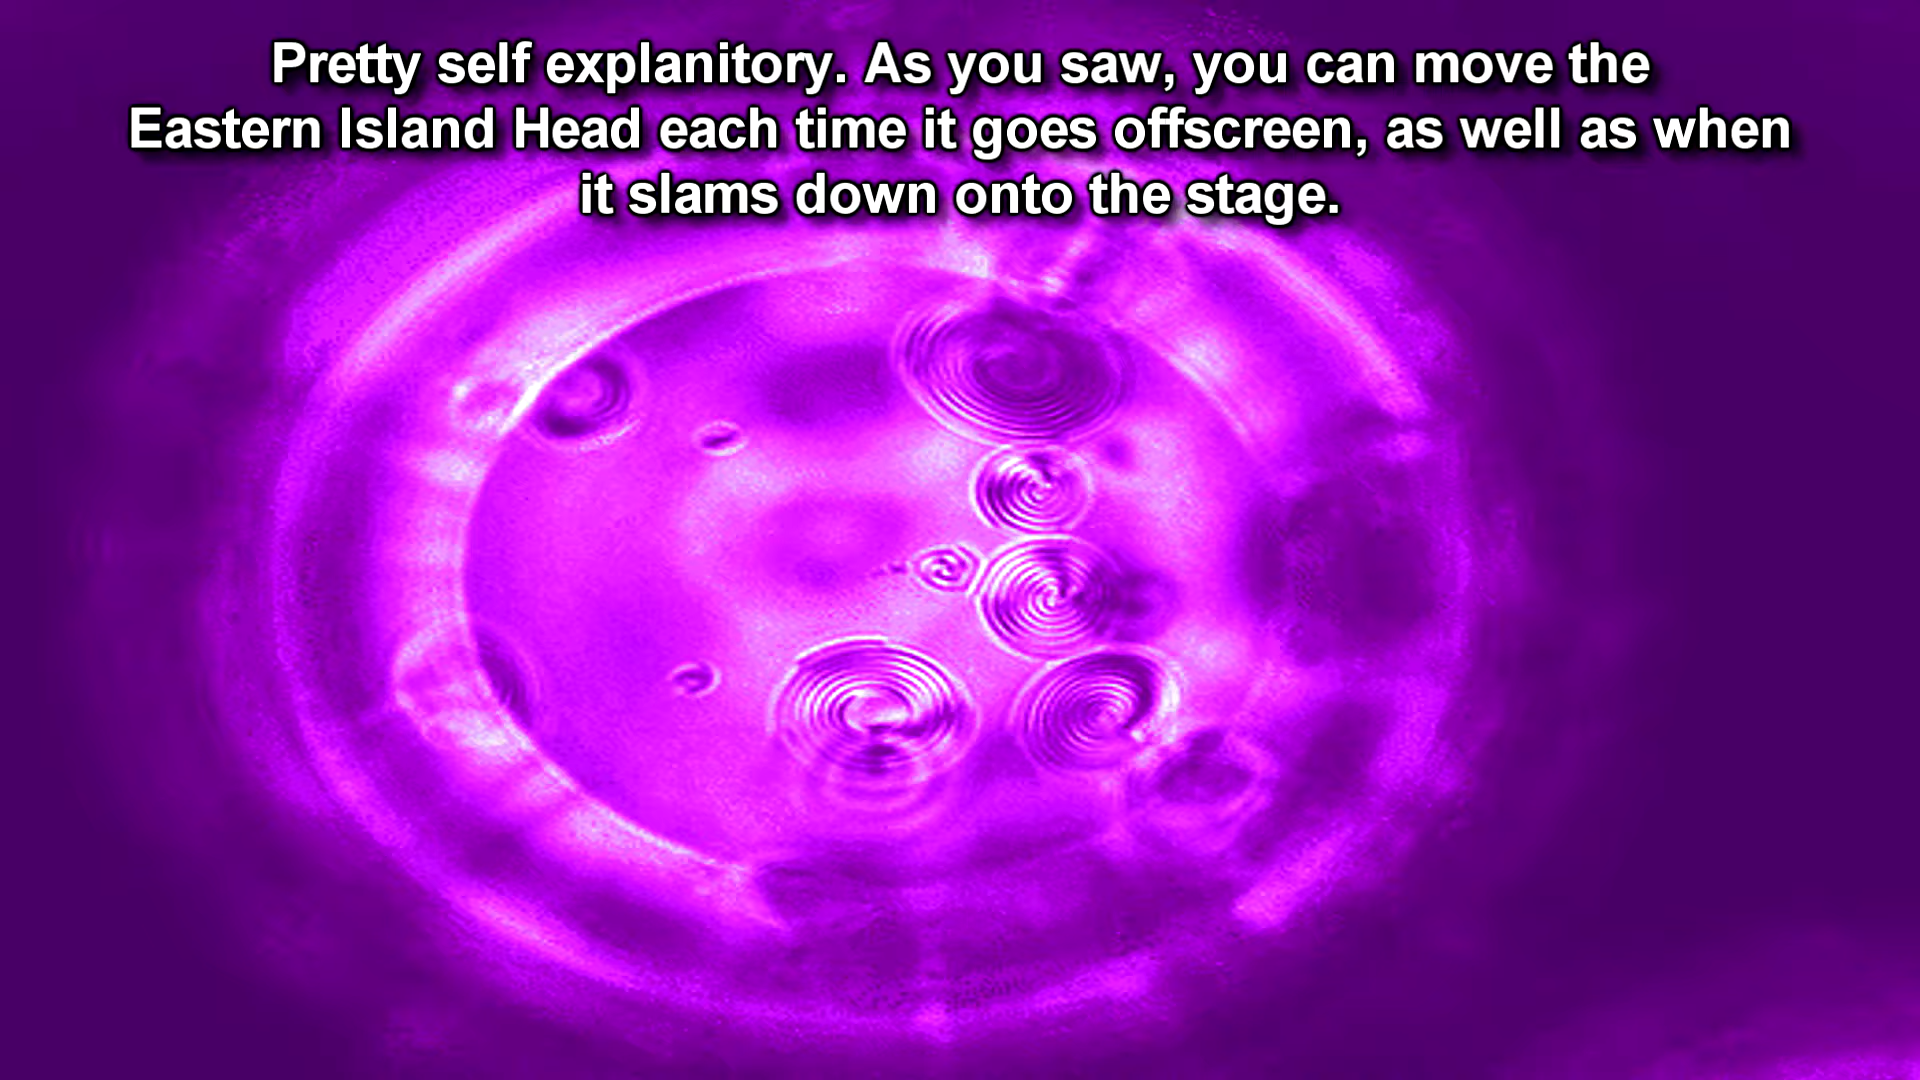 Pretty self explanitory. As you saw, you can move the
Eastern Island Head each time it goes offscreen, as well as when
it slams down onto the stage.